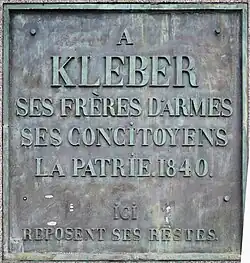 A
KLEBER
SES FRÈRES D'ARMES
SES CONCITOYENS
LA PATRIE. 1840.
ICI
REPOSENT SES RESTES.